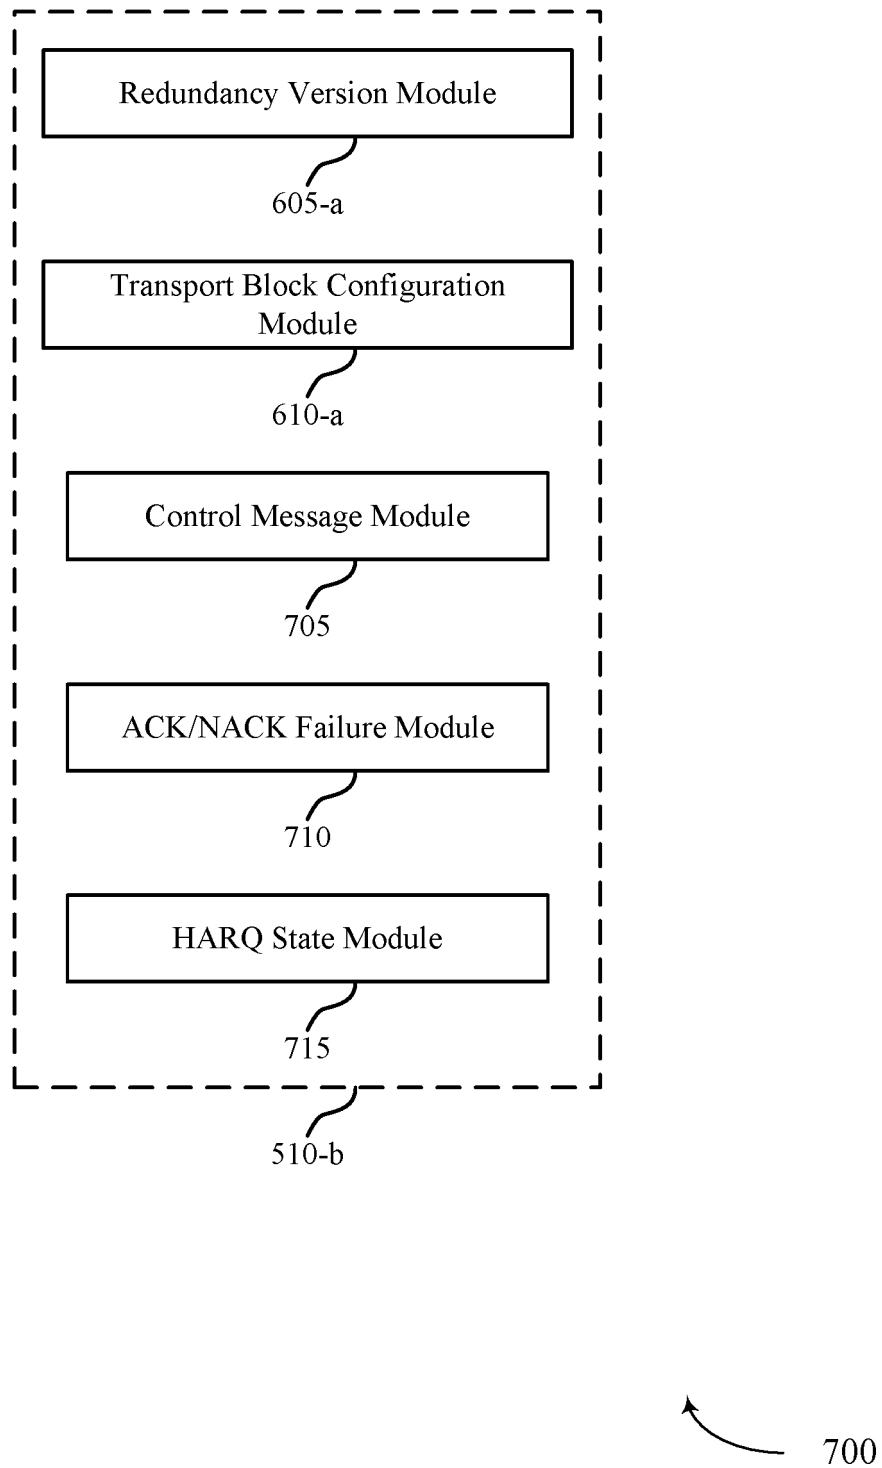 Redundancy Version Module
605-a
Transport Block Configuration
Module
610-a
Control Message Module
705
ACK/NACK Failure Module
710
HARQ State Module
715
510-b
700